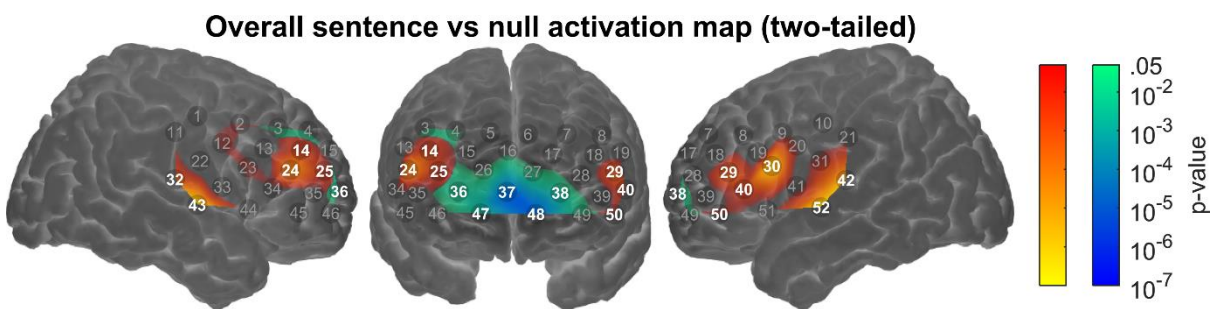 Overall sentence vs null activation map (two-tailed)
1
2 3 4
11 12 13 14 15
22 23 24 25
32 33 34 35 36
43 44 45 46
3 4 5 6 7 8
13 14 15 16 17 18 19
24 25 26 27 28 29
34 35 36 37 38 39 40
45 46 47 48 49 50
7 8 9 10
17 18 19 20 21
28 29 30 31
38 39 40 41 42
49 50 51 52
.05
10-2
10-3
10-4
10-5
10-6
10-7
p-value